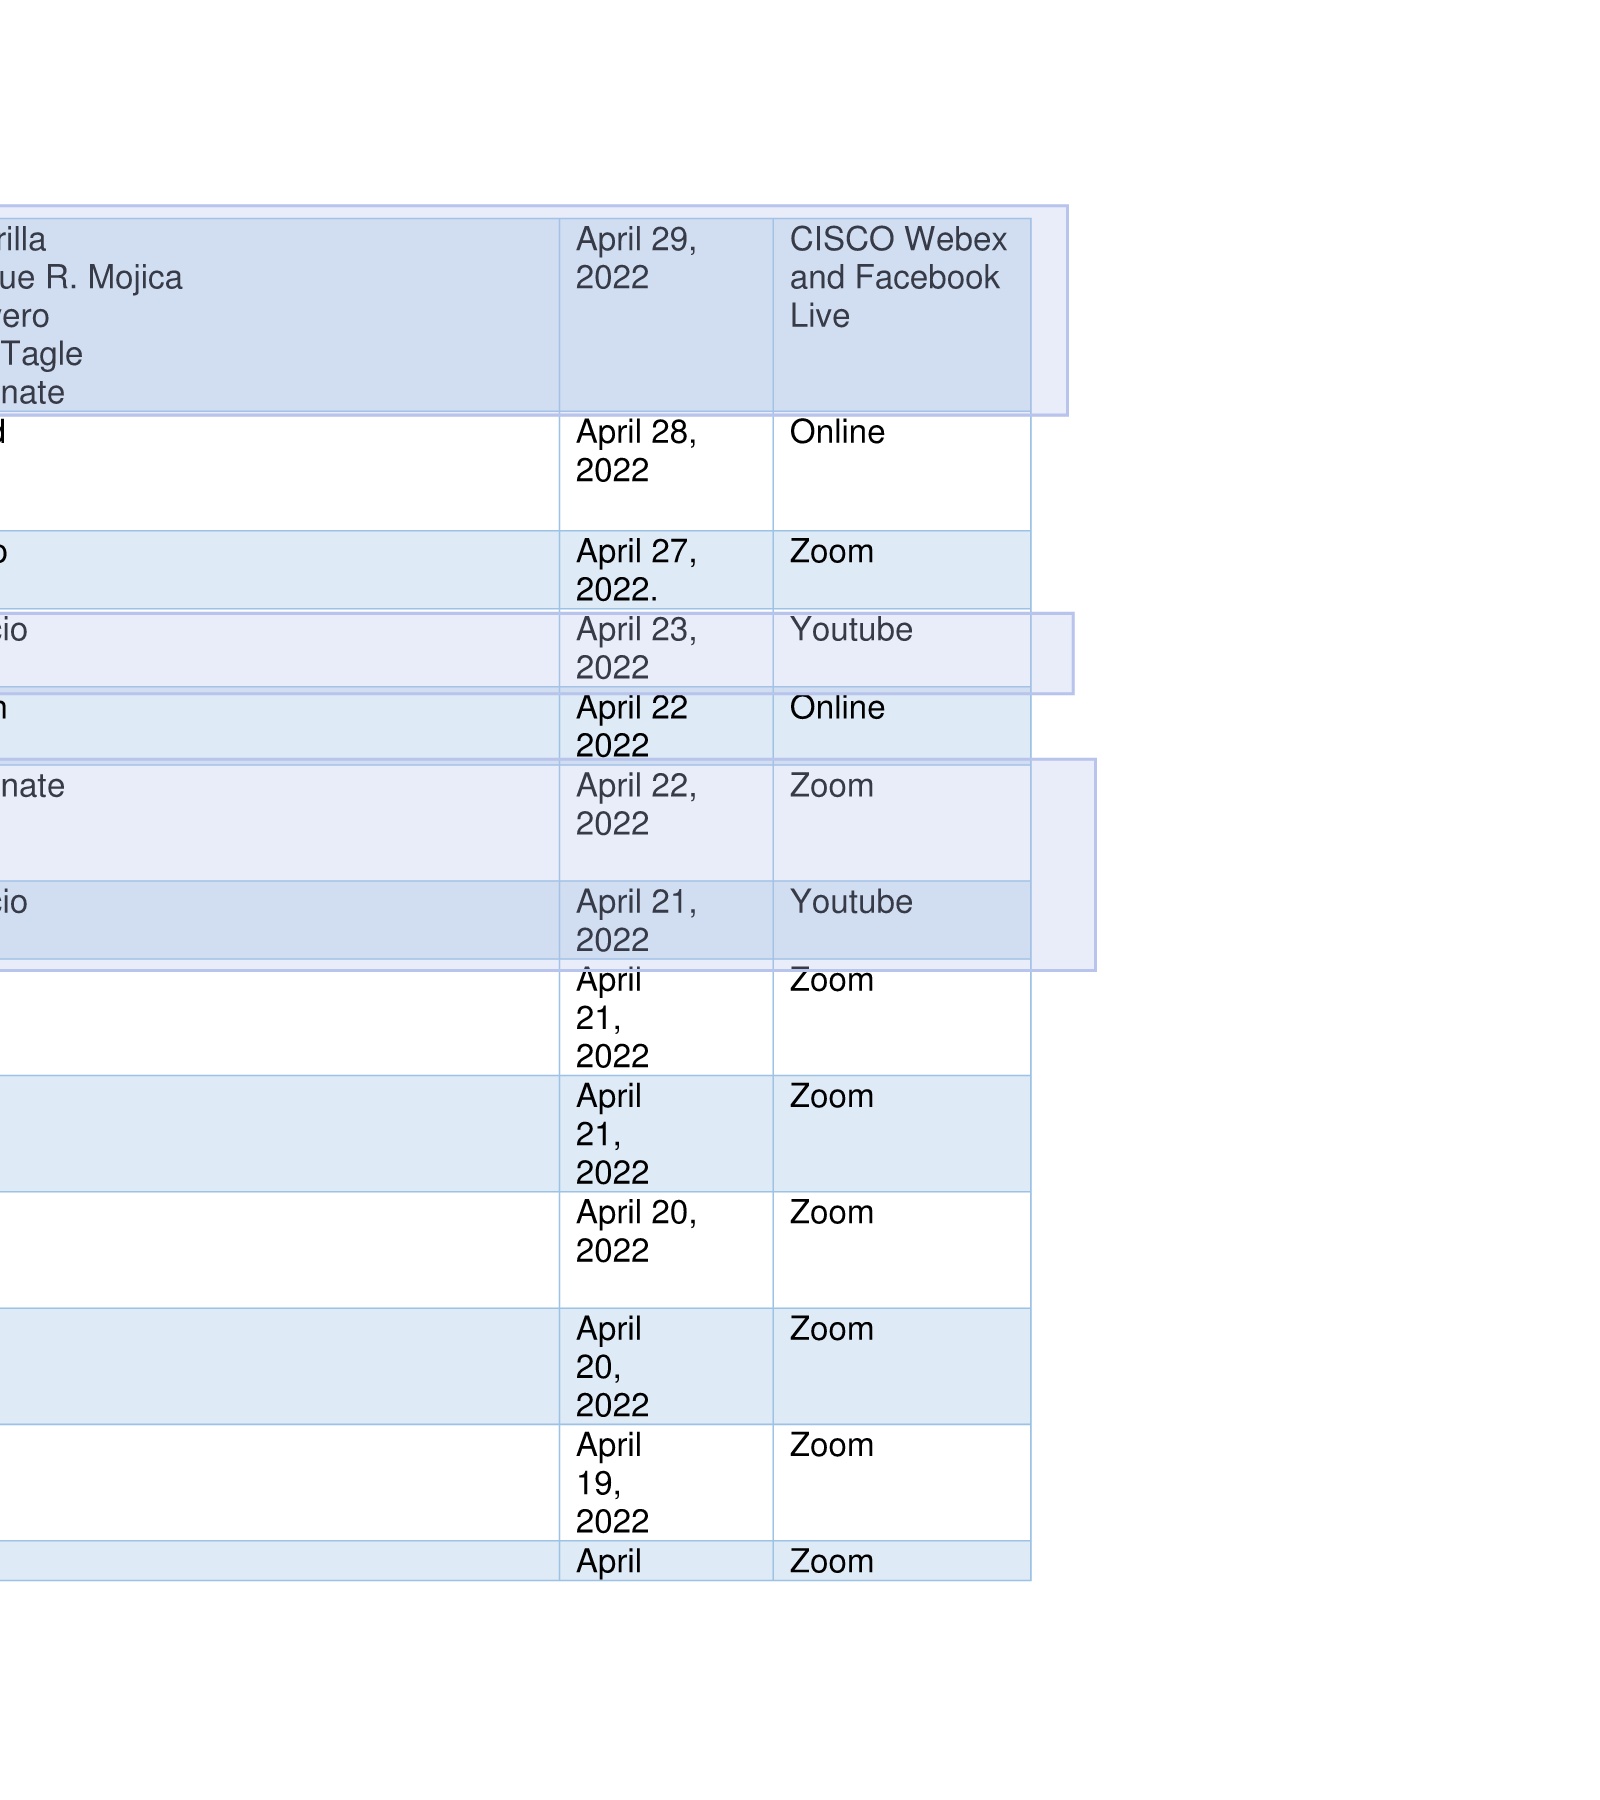 rilla
ue R. Mojica
ero
Tagle
nate
April 29,
2022
CISCO Webex
and Facebook
Live
d
April 28,
2022
Online
o
April 27,
2022.
Zoom
cio
April 23,
2022
Youtube
April 22
2022
Online
nate
April 22,
2022
Zoom
cio
April 21,
2022
Youtube
April
21,
2022
Zoom
April
21,
2022
Zoom
April 20,
2022
Zoom
April
20,
2022
Zoom
April
19,
2022
Zoom
April
Zoom